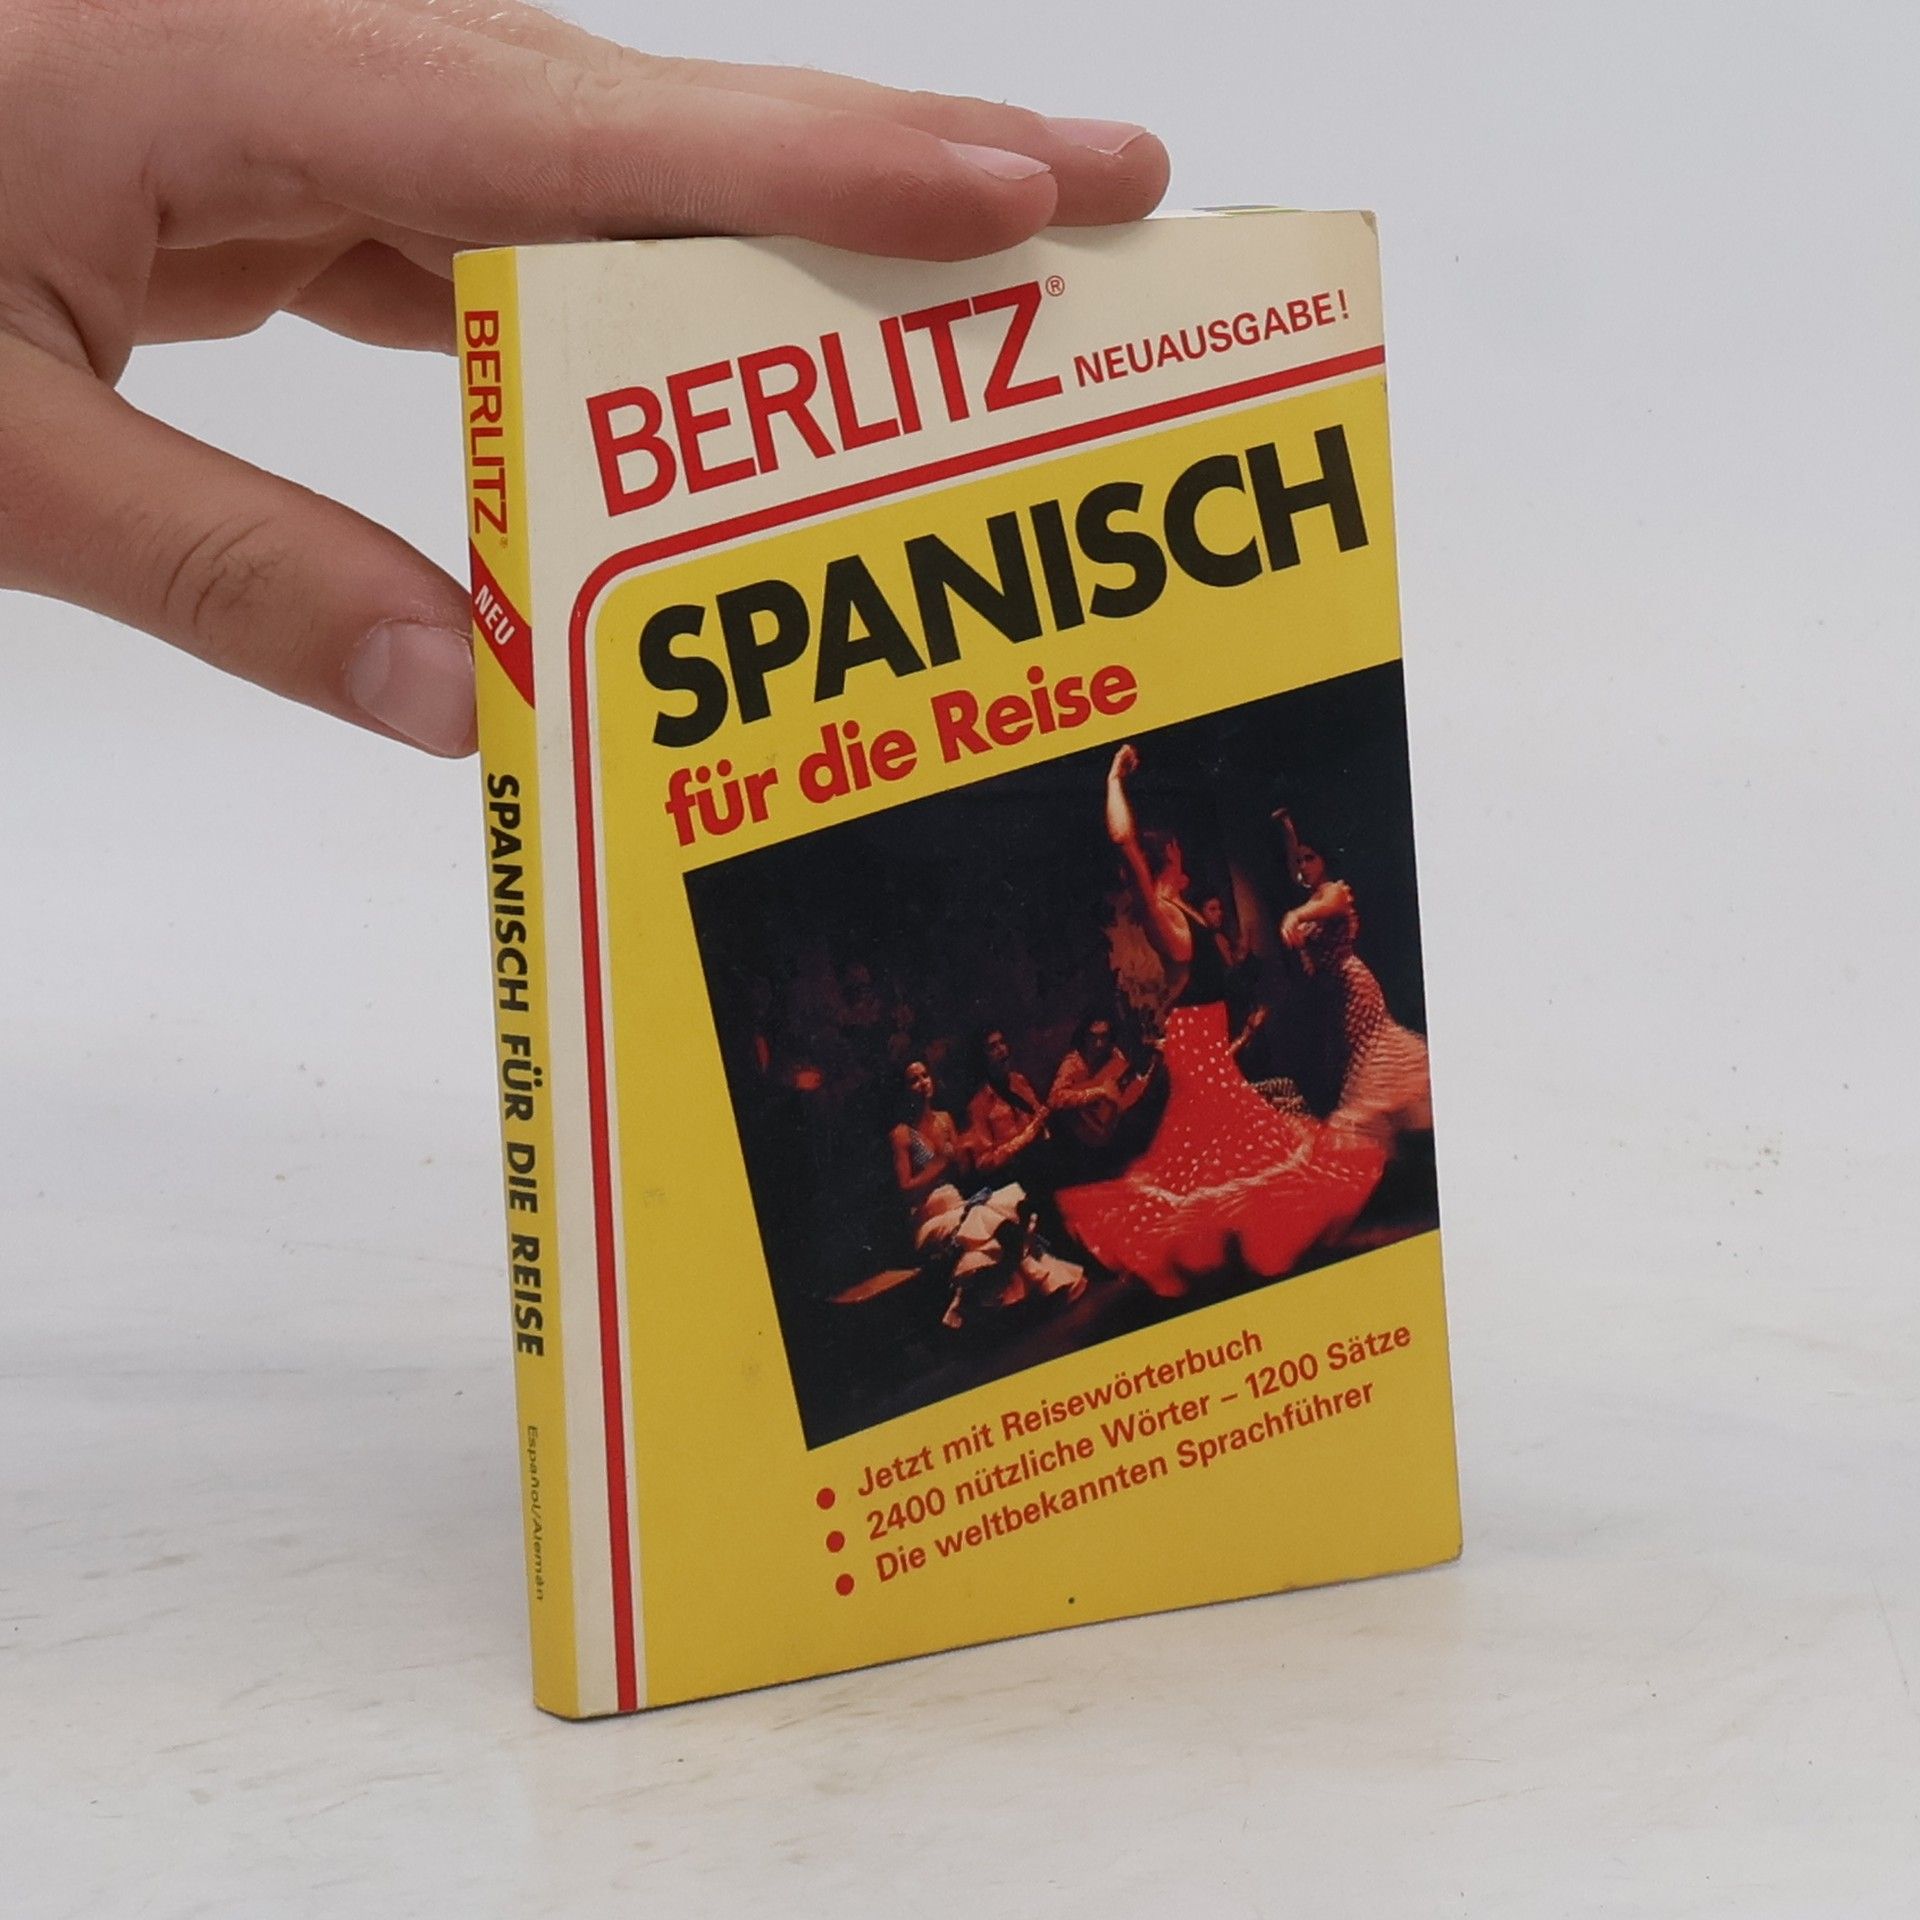 BERLITZ®
NEU
SPANISCH FÜR DIE REISE
Español/Alemán
BERLITZ® NEUAUSGABE!
SPANISCH
für die Reise
● Jetzt mit Reisewörterbuch
● 2400 nützliche Wörter – 1200 Sätze
● Die weltbekannten Sprachführer